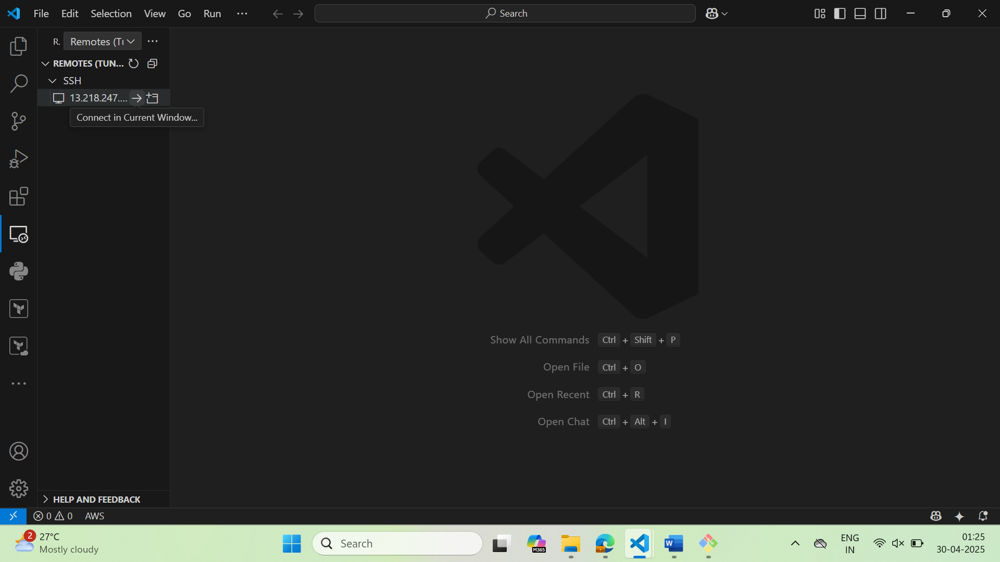 File Edit Selection View Go Run ···
Search
R. Remotes (Tu
REMOTES (TUN...
SSH
13.218.247....
Connect in Current Window...
Show All Commands Ctrl + Shift + P
Open File Ctrl + O
Open Recent Ctrl + R
Open Chat Ctrl + Alt + I
HELP AND FEEDBACK
0 0 AWS
2 27°C
Mostly cloudy
Search
M365
W
ENG
IN
01:25
30-04-2025